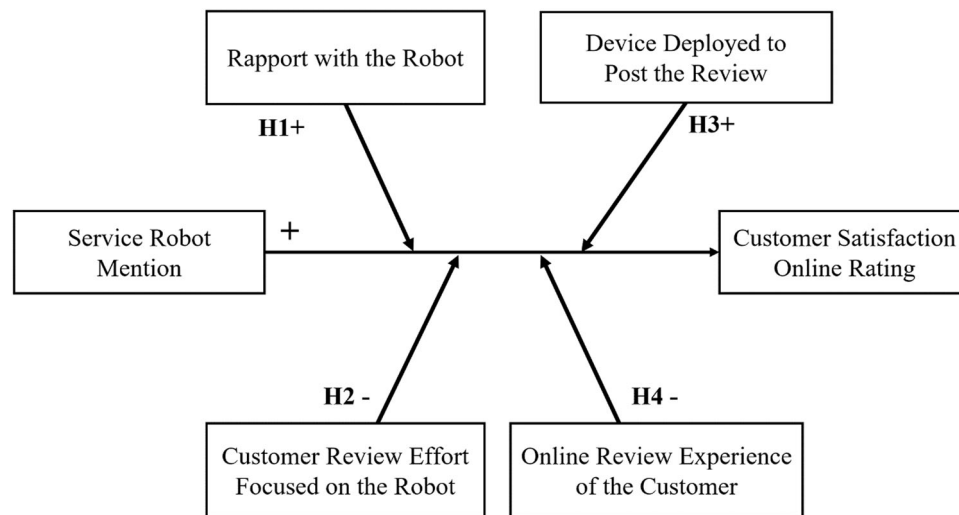 Rapport with the Robot
Device Deployed to
Post the Review
H1+
H3+
Service Robot
Mention
+
Customer Satisfaction
Online Rating
H2 -
H4 -
Customer Review Effort
Focused on the Robot
Online Review Experience
of the Customer